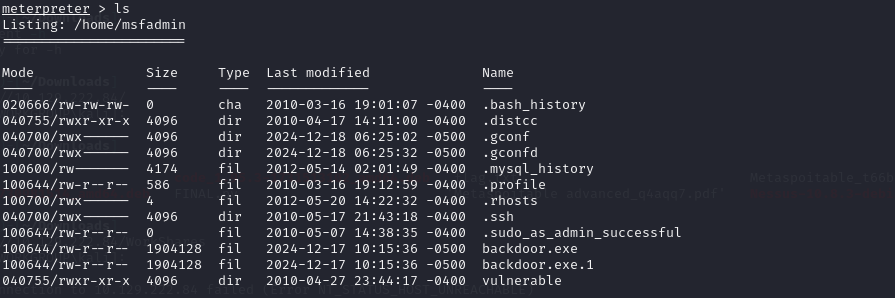 meterpreter > ls
Listing: /home/msfadmin
=======================
Mode Size Type Last modified Name
---- ---- ---- ------------- ----
020666/rw-rw-rw- 0 cha 2010-03-16 19:01:07 -0400 .bash_history
040755/rwxr-xr-x 4096 dir 2010-04-17 14:11:00 -0400 .distcc
040700/rwx------ 4096 dir 2024-12-18 06:25:02 -0500 .gconf
040700/rwx------ 4096 dir 2024-12-18 06:25:32 -0500 .gconfd
100600/rw------- 4174 fil 2012-05-14 02:01:49 -0400 .mysql_history
100644/rw-r--r-- 586 fil 2010-03-16 19:12:59 -0400 .profile
100700/rwx------ 4 fil 2012-05-20 14:22:32 -0400 .rhosts
040700/rwx------ 4096 dir 2010-05-17 21:43:18 -0400 .ssh
100644/rw-r--r-- 0 fil 2010-05-07 14:38:35 -0400 .sudo_as_admin_successful
100644/rw-r--r-- 1904128 fil 2024-12-17 10:15:36 -0500 backdoor.exe
100644/rw-r--r-- 1904128 fil 2024-12-17 10:15:36 -0500 backdoor.exe.1
040755/rwxr-xr-x 4096 dir 2010-04-27 23:44:17 -0400 vulnerable